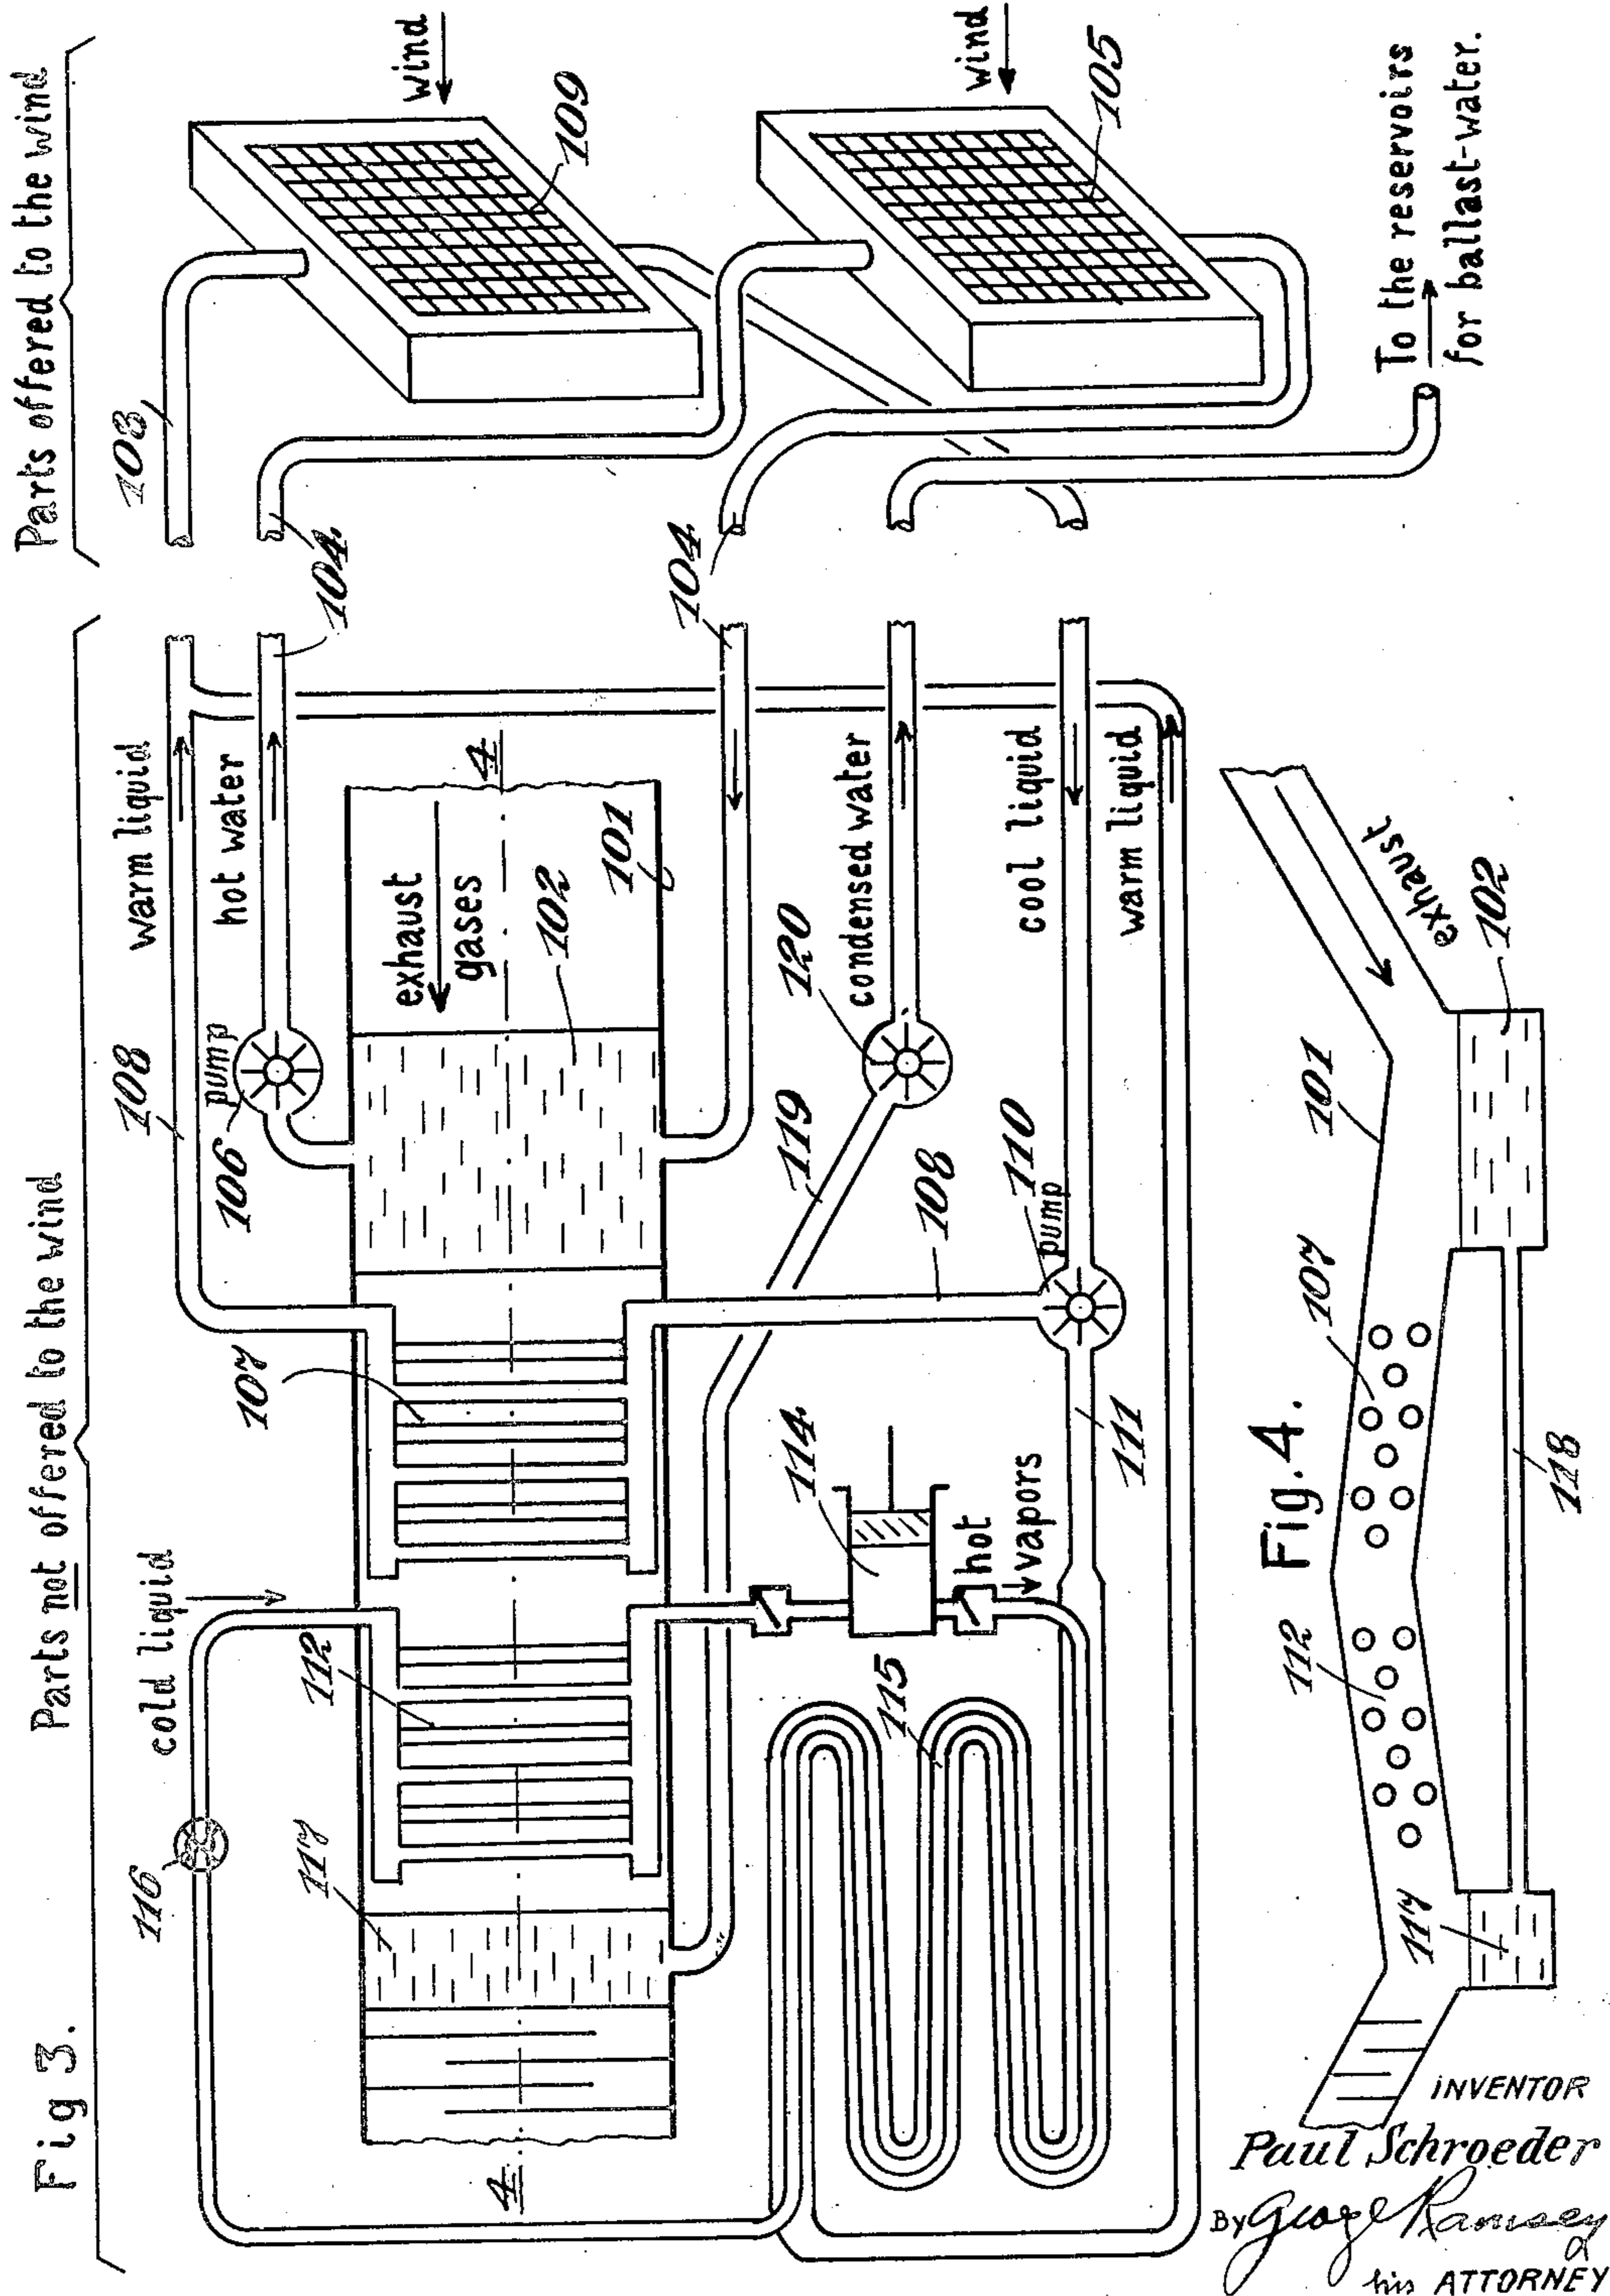 Fig 3.
Parts not offered to the wind
Parts offered to the wind
cold liquid
116
117
112
107
108
106
pump
warm liquid
hot water
103
104
109
wind
exhaust
gases
102
101
4
4
104
105
wind
115
114
hot
vapors
119
108
120
condensed water
110
pump
111
cool liquid
warm liquid
To the reservoirs
for ballast-water.
Fig. 4.
117
112
107
101
exhaust
102
118
INVENTOR
Paul Schroeder
By George Ramsey
his ATTORNEY